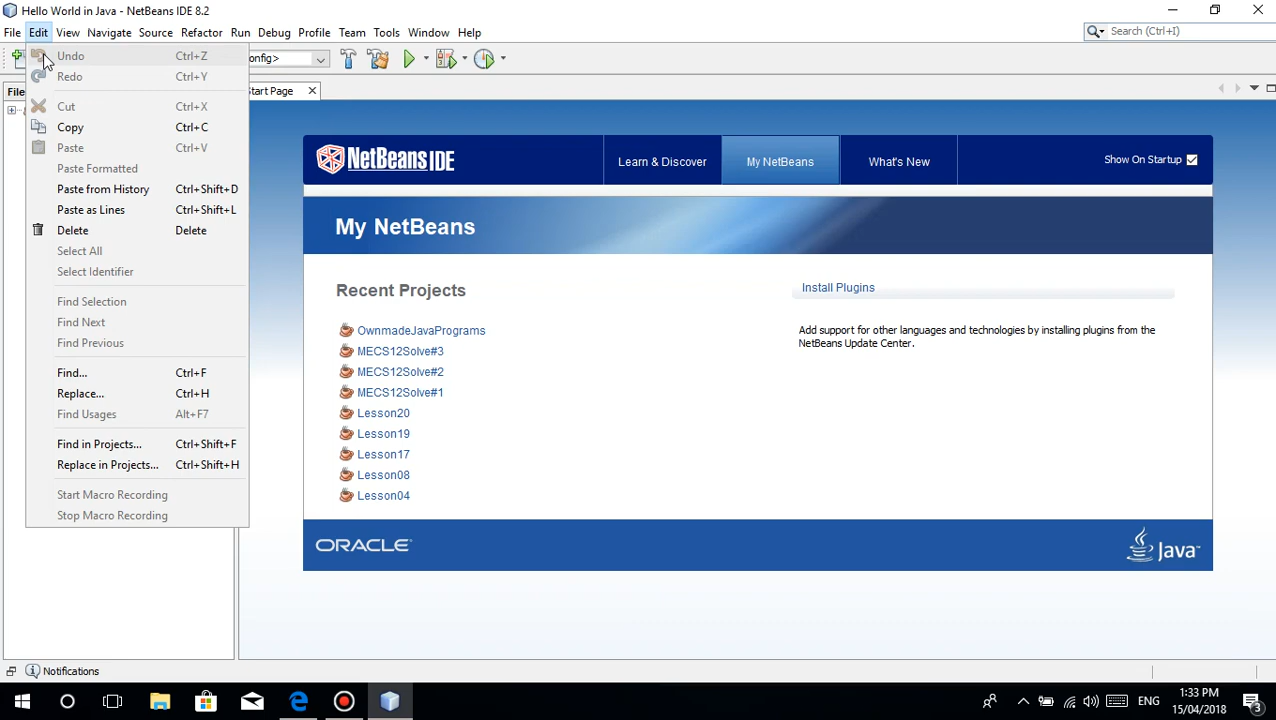 Hello World in Java - NetBeans IDE 8.2
File Edit View Navigate Source Refactor Run Debug Profile Team Tools Window Help
Search (Ctrl+I)
Undo Ctrl+Z
Redo Ctrl+Y
Cut Ctrl+X
Copy Ctrl+C
Paste Ctrl+V
Paste Formatted
Paste from History Ctrl+Shift+D
Paste as Lines Ctrl+Shift+L
Delete Delete
Select All
Select Identifier
Find Selection
Find Next
Find Previous
Find... Ctrl+F
Replace... Ctrl+H
Find Usages Alt+F7
Find in Projects... Ctrl+Shift+F
Replace in Projects... Ctrl+Shift+H
Start Macro Recording
Stop Macro Recording
onfig>
File
tart Page
NetBeans IDE
Learn & Discover
My NetBeans
What's New
Show On Startup
My NetBeans
Recent Projects
OwnmadeJavaPrograms
MECS12Solve#3
MECS12Solve#2
MECS12Solve#1
Lesson20
Lesson19
Lesson17
Lesson08
Lesson04
Install Plugins
Add support for other languages and technologies by installing plugins from the
NetBeans Update Center.
ORACLE
Java
Notifications
ENG
1:33 PM
15/04/2018
3